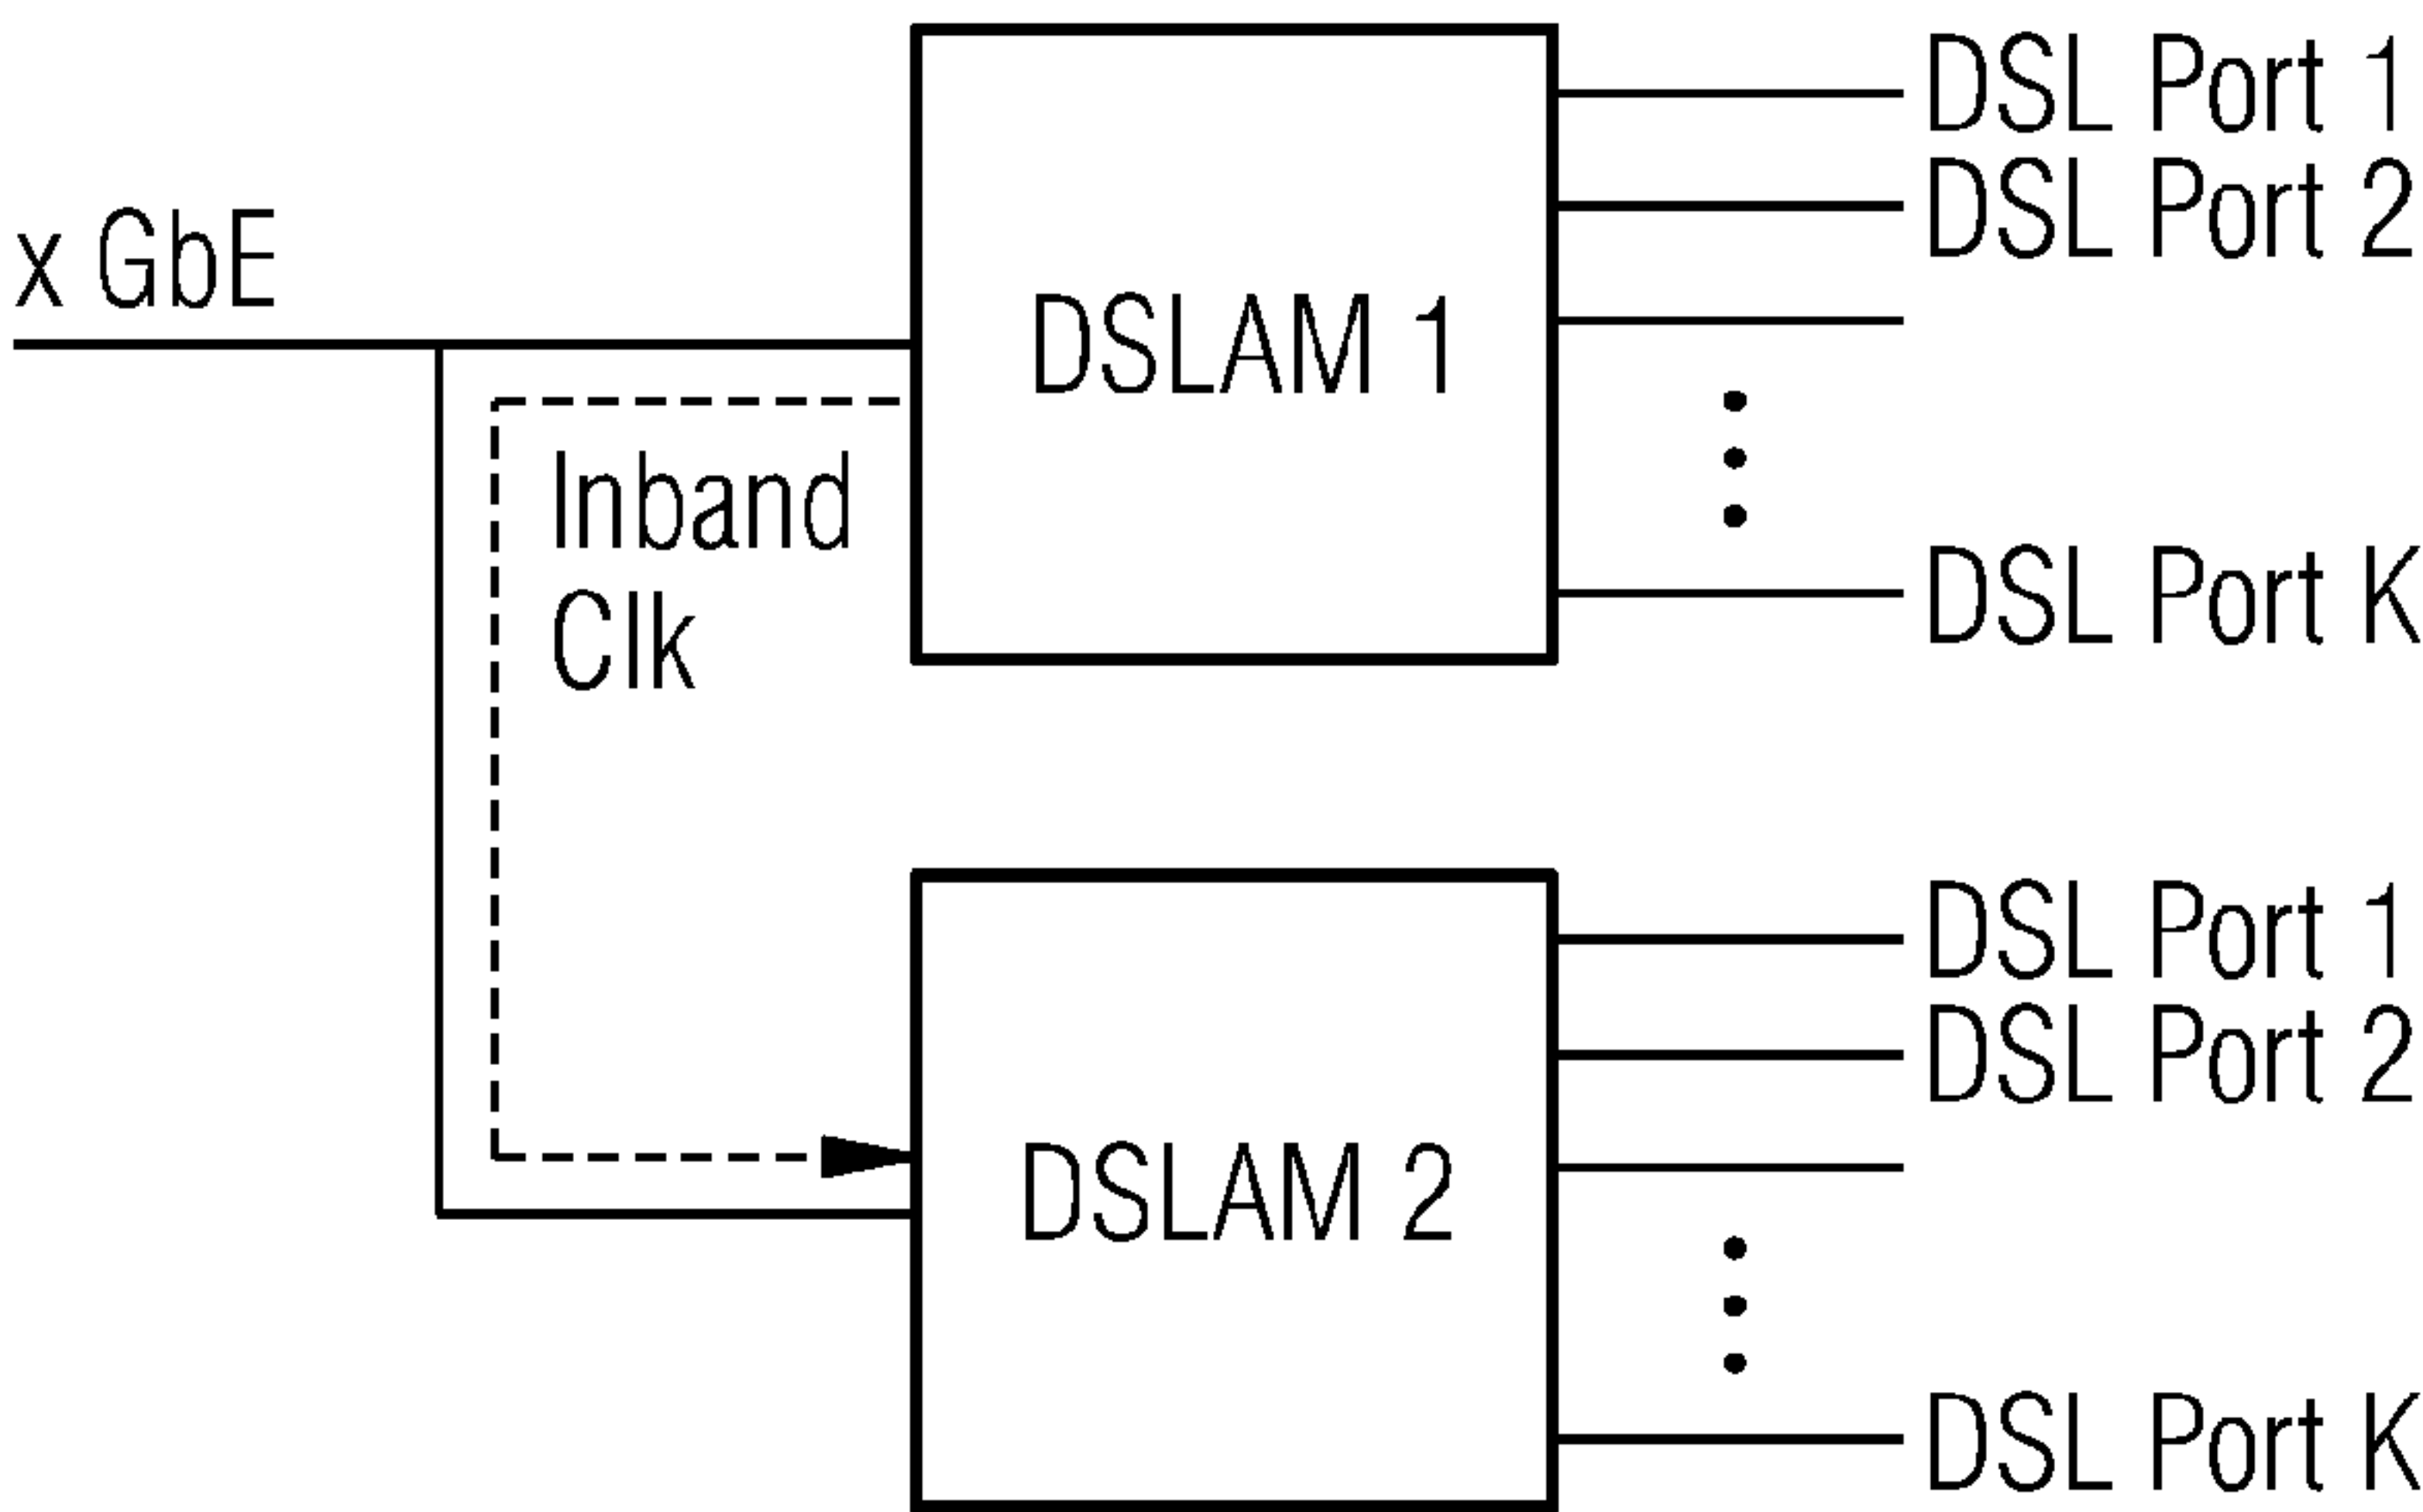 x GbE
DSLAM 1
Inband
Clk
DSL Port 1
DSL Port 2
DSL Port K
DSLAM 2
DSL Port 1
DSL Port 2
DSL Port K